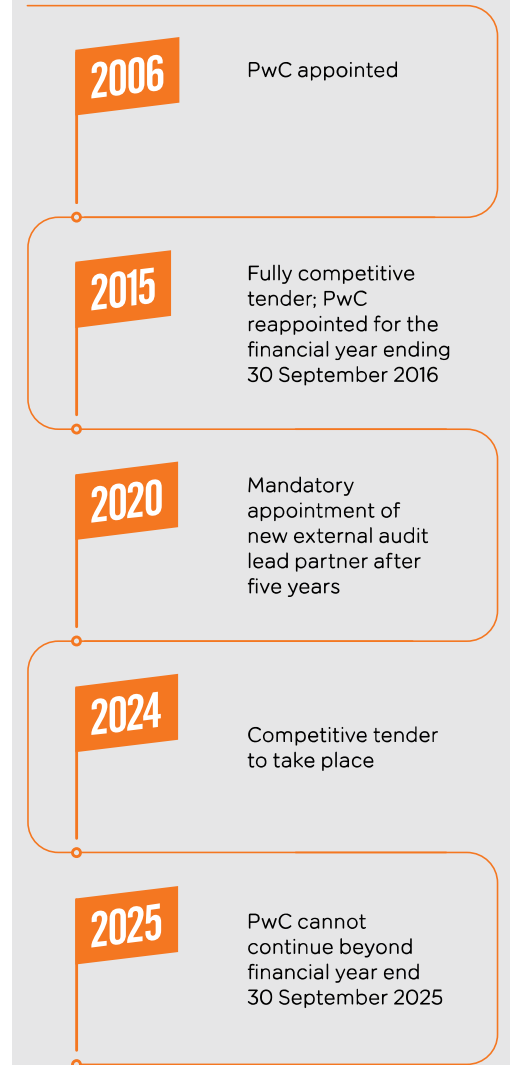 2006
PwC appointed
2015
Fully competitive
tender; PwC
reappointed for the
financial year ending
30 September 2016
2020
Mandatory
appointment of
new external audit
lead partner after
five years
2024
Competitive tender
to take place
2025
PwC cannot
continue beyond
financial year end
30 September 2025